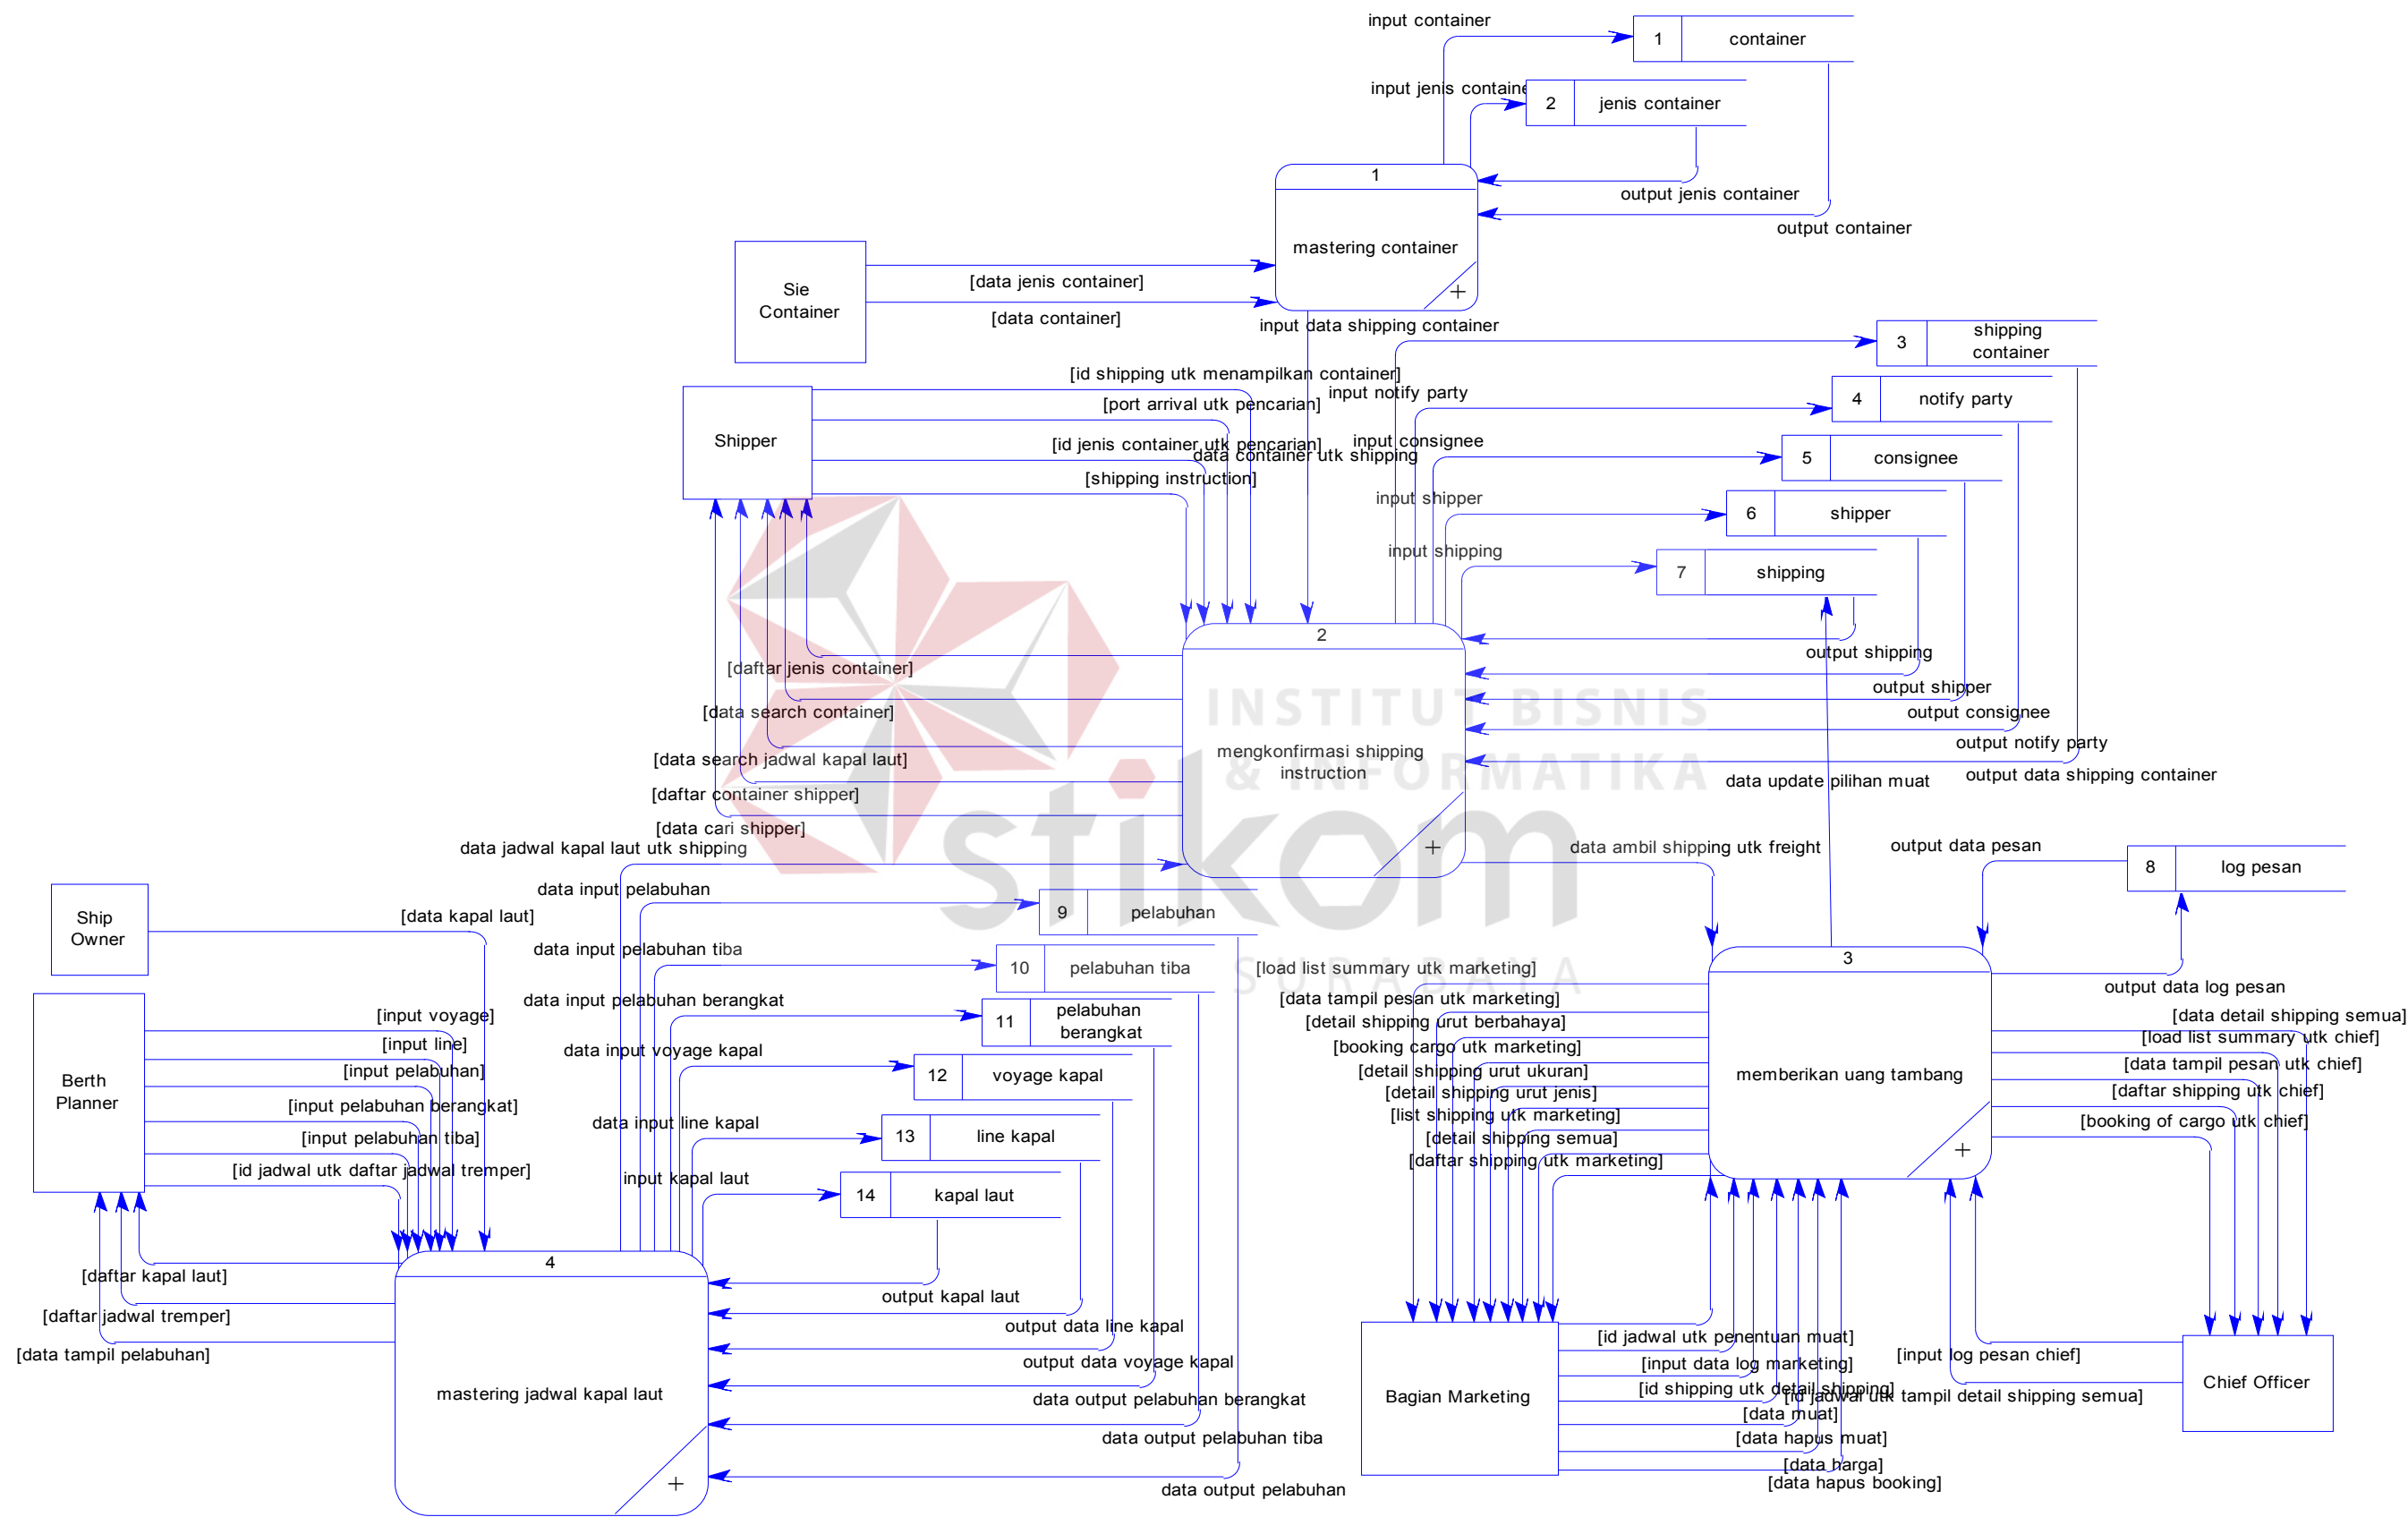 input container
1 container
input jenis containe
2 jenis container
1
output jenis container
output container
mastering container
Sie
Container
[data jenis container]
[data container]
input data shipping container
3 shipping
container
[id shipping utk menampilkan container]
input notify party
4 notify party
[port arrival utk pencarian]
Shipper
[id jenis container utk pencarian]
input consignee
data container utk shipping
5 consignee
[shipping instruction]
input shipper
6 shipper
input shipping
7 shipping
2
output shipping
[daftar jenis container]
output shipper
[data search container]
output consignee
INSTITUT BISNIS
& INFORMATIKA
mengkonfirmasi shipping
instruction
output notify party
[data search jadwal kapal laut]
output data shipping container
data update pilihan muat
[daftar container shipper]
stikom
[data cari shipper]
data jadwal kapal laut utk shipping
data ambil shipping utk freight
output data pesan
8 log pesan
data input pelabuhan
9 pelabuhan
Ship
Owner
[data kapal laut]
data input pelabuhan tiba
10 pelabuhan tiba
SURABAYA
[load list summary utk marketing]
3
output data log pesan
data input pelabuhan berangkat
11 pelabuhan
berangkat
[data tampil pesan utk marketing]
[input voyage]
[detail shipping urut berbahaya]
[data detail shipping semua]
[input line]
data input voyage kapal
[booking cargo utk marketing]
[load list summary utk chief]
[input pelabuhan]
12 voyage kapal
[detail shipping urut ukuran]
memberikan uang tambang
[data tampil pesan utk chief]
Berth
Planner
[detail shipping urut jenis]
[daftar shipping utk chief]
[input pelabuhan berangkat]
data input line kapal
[list shipping utk marketing]
[booking of cargo utk chief]
[input pelabuhan tiba]
13 line kapal
[detail shipping semua]
[id jadwal utk daftar jadwal tremper]
input kapal laut
[daftar shipping utk marketing]
14 kapal laut
4
[daftar kapal laut]
output kapal laut
[daftar jadwal tremper]
output data line kapal
[data tampil pelabuhan]
output data voyage kapal
[id jadwal utk penentuan muat]
[input log pesan chief]
[input data log marketing]
mastering jadwal kapal laut
Bagian Marketing
[id shipping utk detail shipping]
[id jadwal utk tampil detail shipping semua]
Chief Officer
data output pelabuhan berangkat
[data muat]
data output pelabuhan tiba
[data hapus muat]
[data harga]
[data hapus booking]
data output pelabuhan